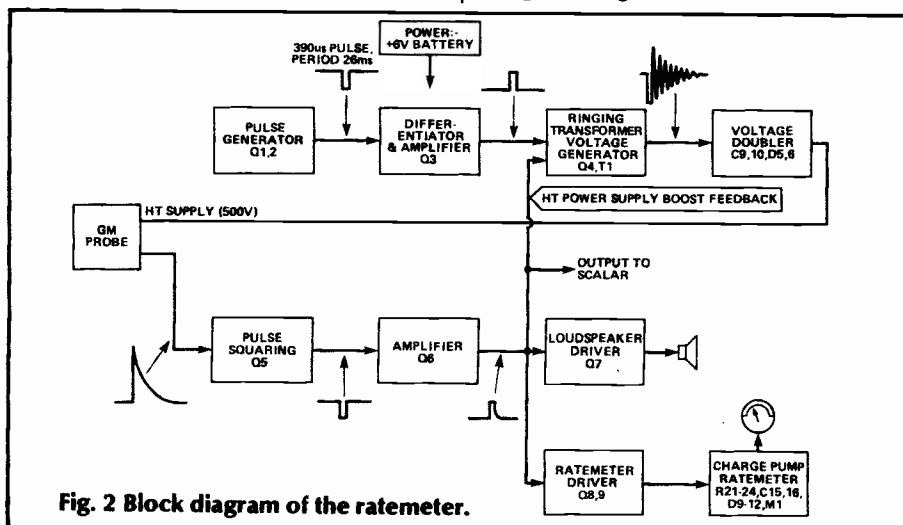 POWER:-
+6V BATTERY
390us PULSE,
PERIOD 26ms
PULSE
GENERATOR
Q1,2
DIFFER-
ENTIATOR
& AMPLIFIER
Q3
RINGING
TRANSFORMER
VOLTAGE
GENERATOR
Q4,T1
VOLTAGE
DOUBLER
C9,10,D5,6
HT POWER SUPPLY BOOST FEEDBACK
HT SUPPLY (500V)
GM
PROBE
OUTPUT TO
SCALAR
PULSE
SQUARING
Q5
AMPLIFIER
Q6
LOUDSPEAKER
DRIVER
Q7
RATEMETER
DRIVER
Q8,9
CHARGE PUMP
RATEMETER
R21-24,C15,16,
D9-12,M1
Fig. 2 Block diagram of the ratemeter.